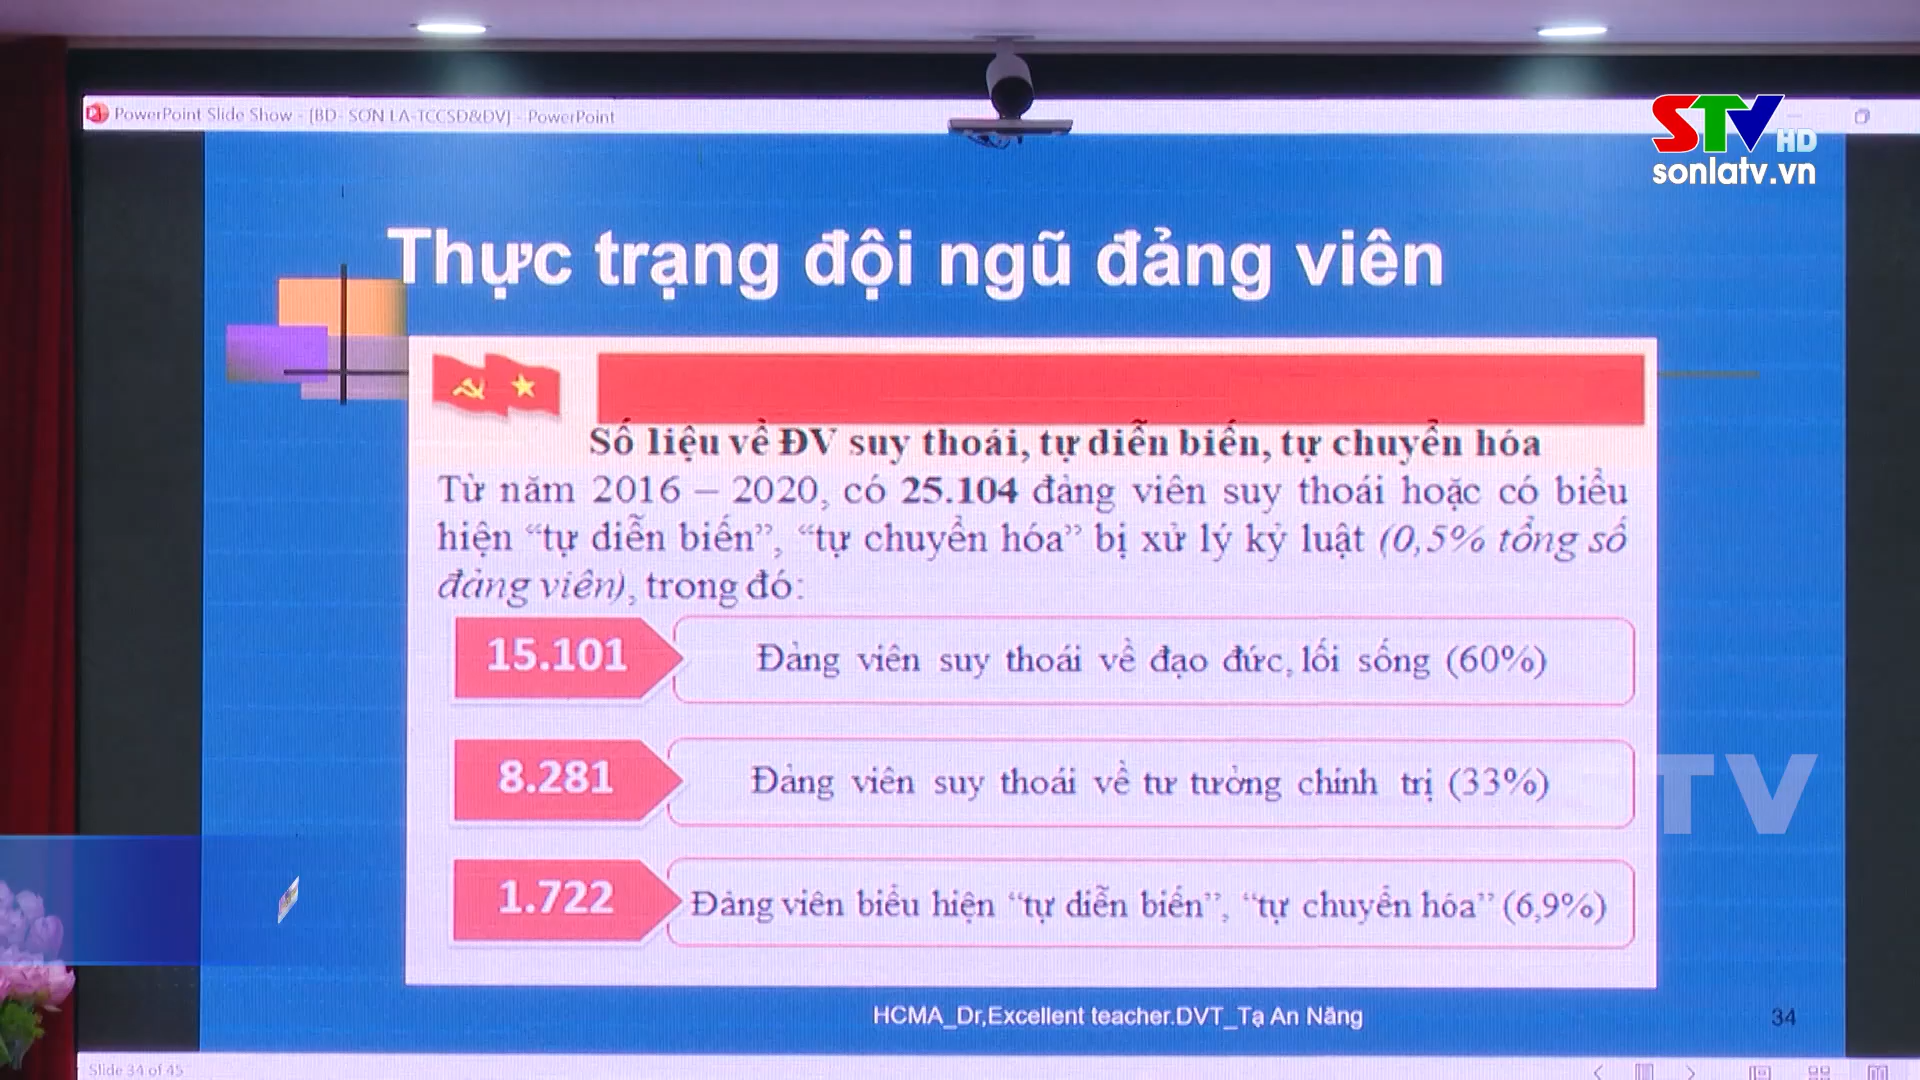 PowerPoint Slide Show - [BD- SƠN LA-TCCSD&ĐV] - PowerPoint
STV HD
sonlatv.vn
Thực trạng đội ngũ đảng viên
Số liệu về ĐV suy thoái, tự diễn biến, tự chuyển hóa
Từ năm 2016 – 2020, có 25.104 đảng viên suy thoái hoặc có biểu
hiện “tự diễn biến”, “tự chuyển hóa” bị xử lý kỷ luật (0,5% tổng số
đảng viên), trong đó:
15.101 Đảng viên suy thoái về đạo đức, lối sống (60%)
8.281 Đảng viên suy thoái về tư tưởng chính trị (33%)
TV
1.722 Đảng viên biểu hiện “tự diễn biến”, “tự chuyển hóa” (6,9%)
HCMA_Dr,Excellent teacher.DVT_Tạ An Năng
34
Slide 34 of 45